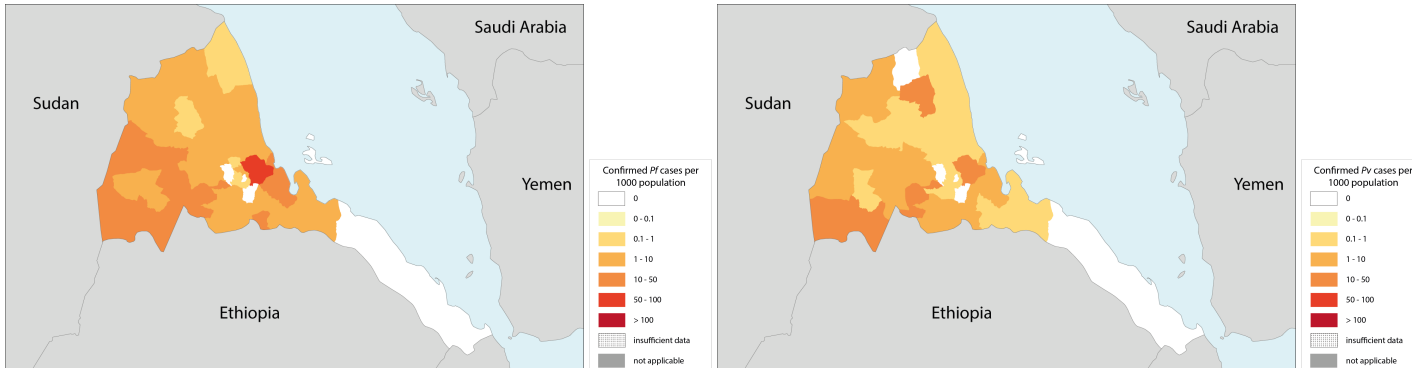 Saudi Arabia
Sudan
Yemen
Ethiopia
Confirmed Pf cases per
1000 population
0
0 - 0.1
0.1 - 1
1 - 10
10 - 50
50 - 100
> 100
insufficient data
not applicable
Saudi Arabia
Sudan
Yemen
Ethiopia
Confirmed Pv cases per
1000 population
0
0 - 0.1
0.1 - 1
1 - 10
10 - 50
50 - 100
> 100
insufficient data
not applicable